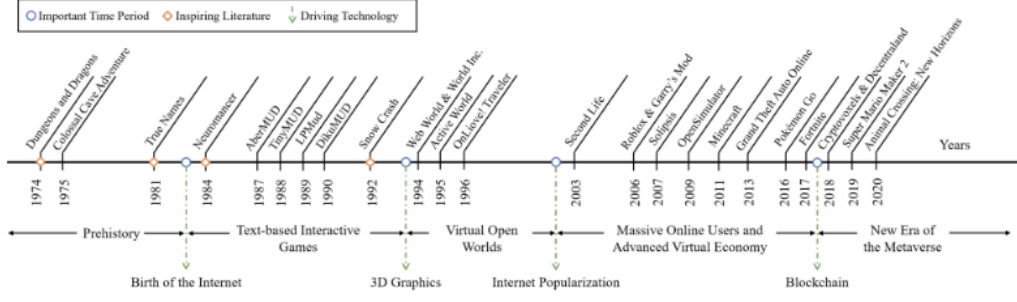 Important Time Period
Inspiring Literature
Driving Technology
Dungeons and Dragons
Colossal Cave Adventure
True Names
Neuromancer
AberMUD
TinyMUD
LPMud
DikuMUD
Snow Crash
Web World & World Inc.
Active World
OnLiove! Traveler
Second Life
Roblox & Garry's Mod
Solipsis
OpenSimulator
Minecraft
Grand Theft Auto Online
Pokémon Go
Fortnite
Cryptovoxels & Decentraland
Super Mario Maker 2
Animal Crossing: New Horizons
Years
1974
1975
1981
1984
1987
1988
1989
1990
1992
1994
1995
1996
2003
2006
2007
2009
2011
2013
2016
2017
2018
2019
2020
Prehistory
Text-based Interactive
Games
Virtual Open
Worlds
Massive Online Users and
Advanced Virtual Economy
New Era of
the Metaverse
Birth of the Internet
3D Graphics
Internet Popularization
Blockchain